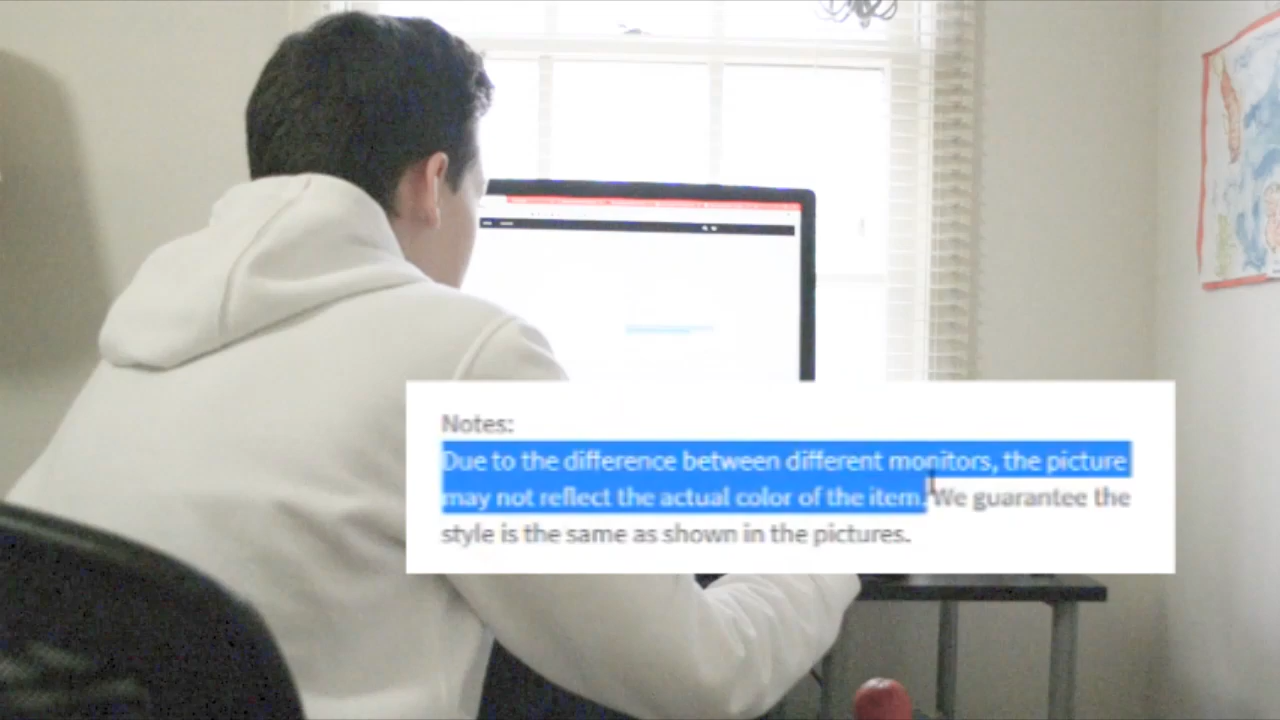 Notes:
Due to the difference between different monitors, the picture
may not reflect the actual color of the item. We guarantee the
style is the same as shown in the pictures.